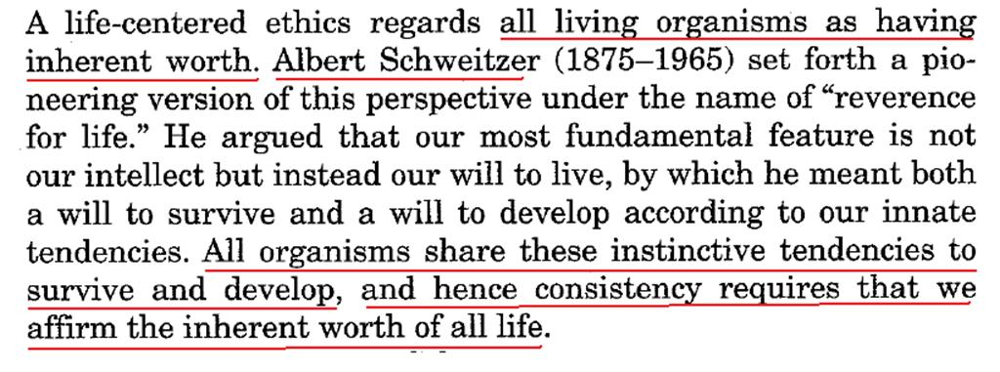 A life-centered ethics regards all living organisms as having
inherent worth. Albert Schweitzer (1875–1965) set forth a pio-
neering version of this perspective under the name of “reverence
for life.” He argued that our most fundamental feature is not
our intellect but instead our will to live, by which he meant both
a will to survive and a will to develop according to our innate
tendencies. All organisms share these instinctive tendencies to
survive and develop, and hence consistency requires that we
affirm the inherent worth of all life.